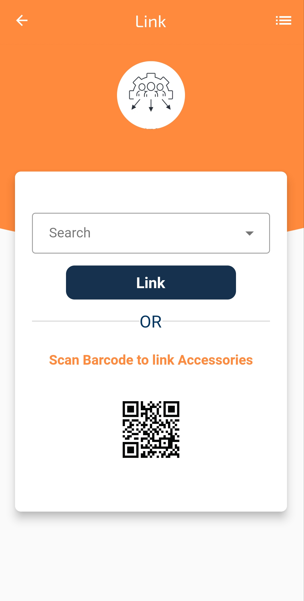 Link
Search
Link
OR
Scan Barcode to link Accessories